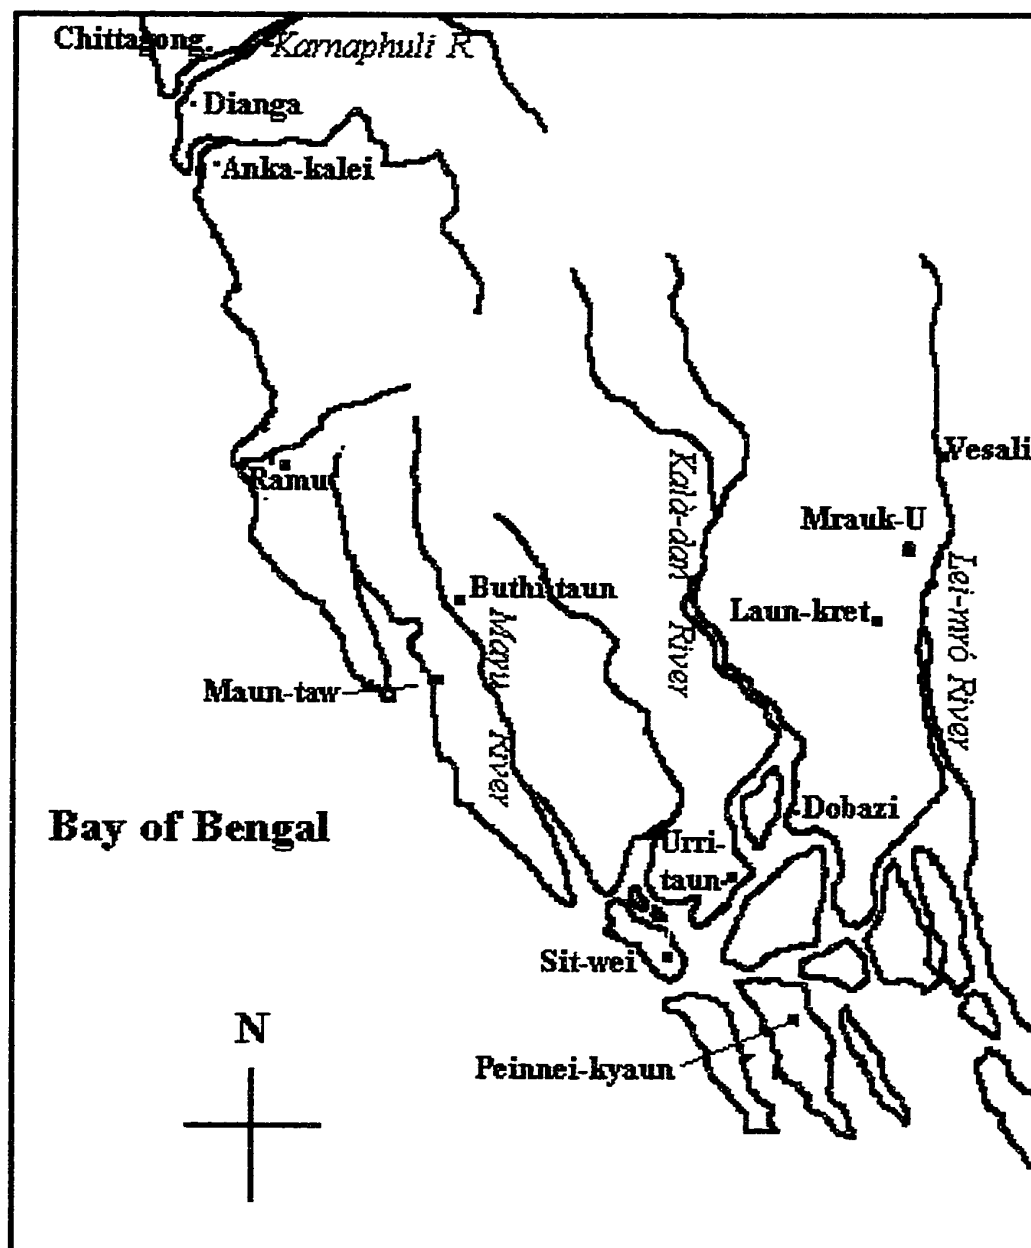 Chittagong.
Karnaphuli R
Dianga
Anka-kalei
Ramu
Vesali
Kalà-dan River
Mrauk-U
Lei-mró River
Buthi-taun
Mayu River
Laun-kret
Maun-taw
Bay of Bengal
Dobazi
Urri-
taun
Sit-wei
N
Peinnei-kyaun